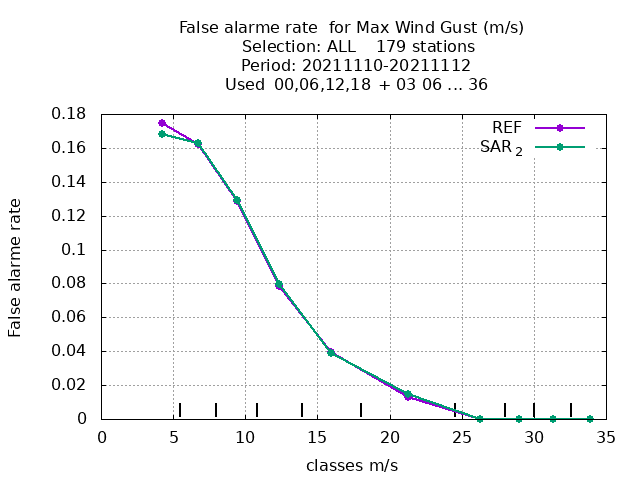 False alarme rate  for Max Wind Gust (m/s)
Selection: ALL    179 stations
Period: 20211110-20211112
Used  00,06,12,18  + 03 06 ... 36
REF
SAR 2
0.18
0.16
0.14
0.12
0.1
0.08
0.06
0.04
0.02
0
False alarme rate
0 5 10 15 20 25 30 35
classes m/s